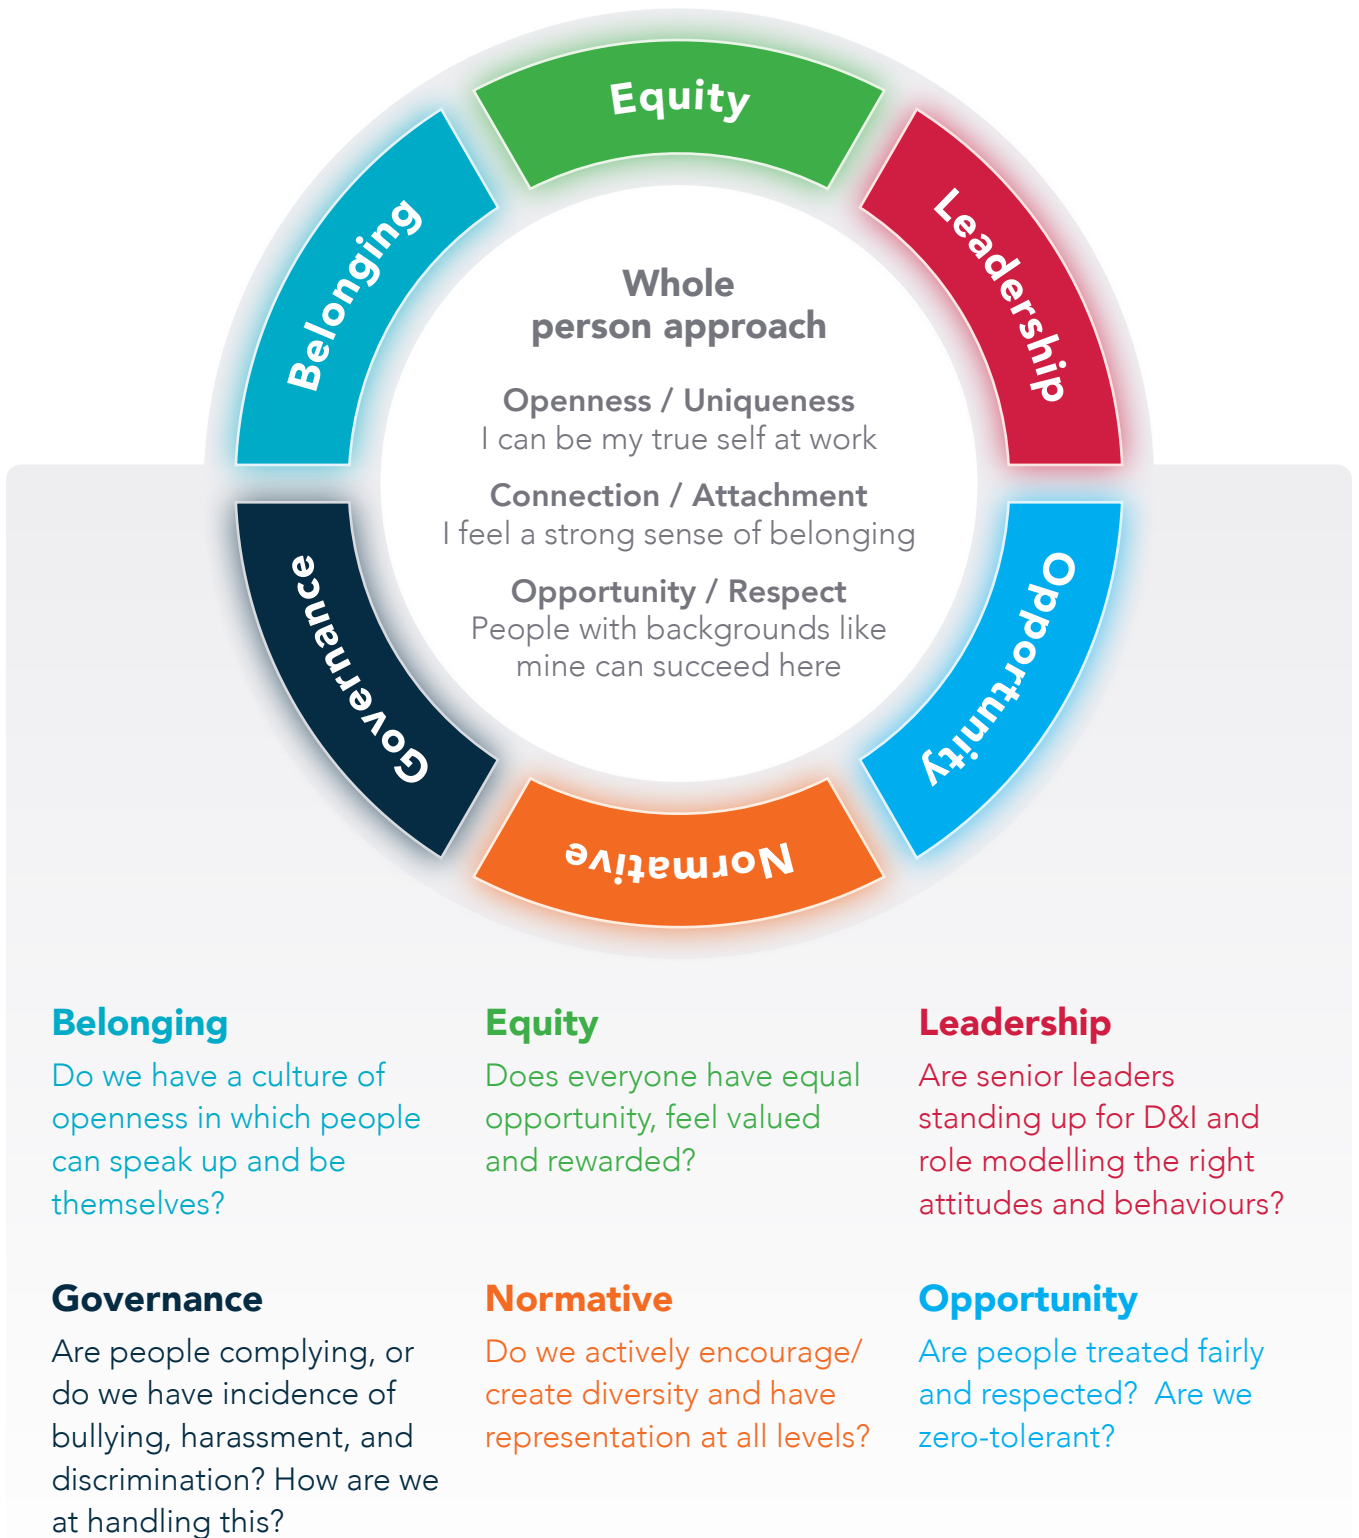 Equity
Belonging
Leadership
Whole
person approach
Openness / Uniqueness
I can be my true self at work
Connection / Attachment
I feel a strong sense of belonging
Opportunity / Respect
People with backgrounds like
mine can succeed here
Governance
Opportunity
Normative
Belonging
Do we have a culture of
openness in which people
can speak up and be
themselves?
Equity
Does everyone have equal
opportunity, feel valued
and rewarded?
Leadership
Are senior leaders
standing up for D&I and
role modelling the right
attitudes and behaviours?
Governance
Are people complying, or
do we have incidence of
bullying, harassment, and
discrimination? How are we
at handling this?
Normative
Do we actively encourage/
create diversity and have
representation at all levels?
Opportunity
Are people treated fairly
and respected?  Are we
zero-tolerant?